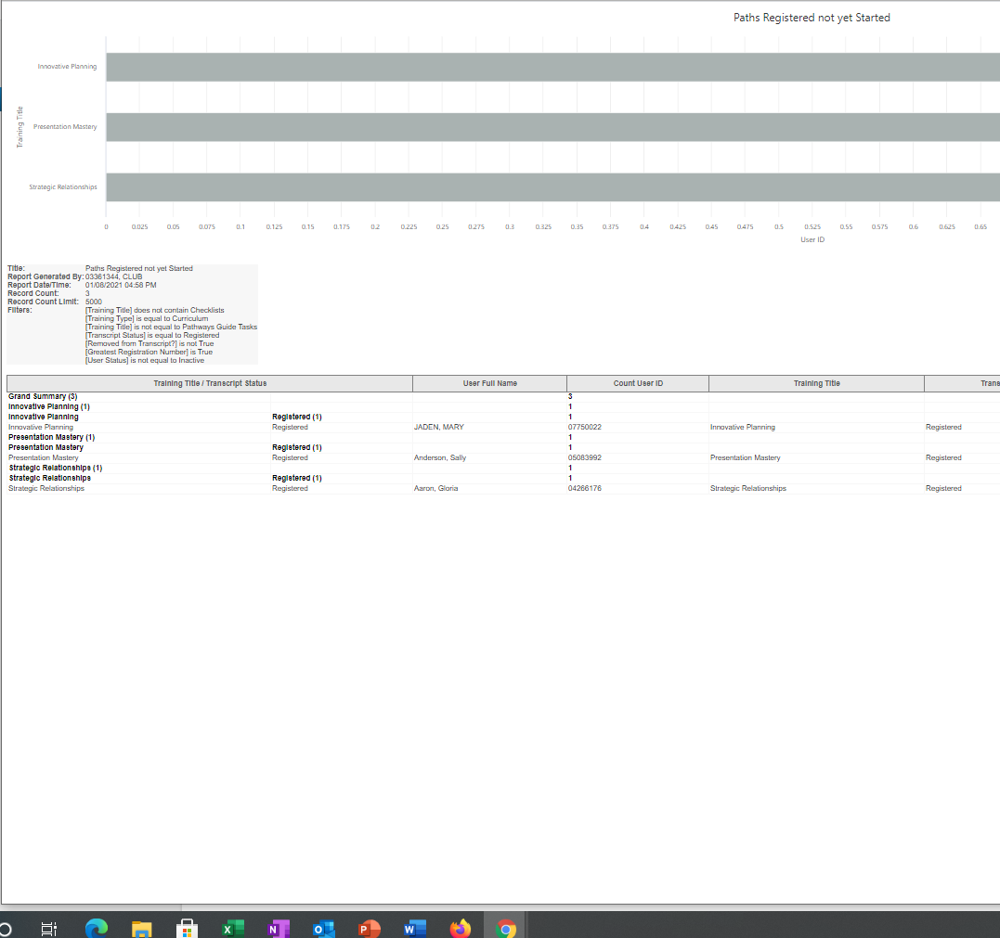 Paths Registered not yet Started
Innovative Planning
Training Title
Presentation Mastery
Strategic Relationships
0 0.025 0.05 0.075 0.1 0.125 0.15 0.175 0.2 0.225 0.25 0.275 0.3 0.325 0.35 0.375 0.4 0.425 0.45 0.475 0.5 0.525 0.55 0.575 0.6 0.625 0.65
User ID
Title: Paths Registered not yet Started
Report Generated By: 03361344, CLUB
Report Date/Time: 01/08/2021 04:58 PM
Record Count: 3
Record Count Limit: 5000
Filters: [Training Title] does not contain Checklists
[Training Type] is equal to Curriculum
[Training Title] is not equal to Pathways Guide Tasks
[Transcript Status] is equal to Registered
[Removed from Transcript?] is not True
[Greatest Registration Number] is True
[User Status] is not equal to Inactive
Training Title / Transcript Status User Full Name Count User ID Training Title Trans
Grand Summary (3) 3
Innovative Planning (1) 1
Innovative Planning Registered (1) 1
Innovative Planning Registered JADEN, MARY 07750022 Innovative Planning Registered
Presentation Mastery (1) 1
Presentation Mastery Registered (1) 1
Presentation Mastery Registered Anderson, Sally 05083992 Presentation Mastery Registered
Strategic Relationships (1) 1
Strategic Relationships Registered (1) 1
Strategic Relationships Registered Aaron, Gloria 04266176 Strategic Relationships Registered
X N O P W